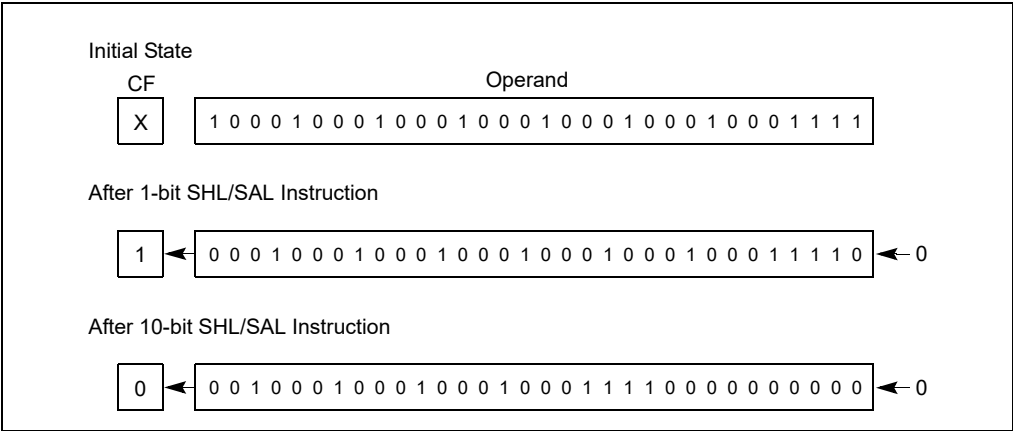 Initial State
CF Operand
X 1 0 0 0 1 0 0 0 1 0 0 0 1 0 0 0 1 0 0 0 1 0 0 0 1 0 0 0 1 1 1 1
After 1-bit SHL/SAL Instruction
1 0 0 0 1 0 0 0 1 0 0 0 1 0 0 0 1 0 0 0 1 0 0 0 1 0 0 0 1 1 1 1 0 0
After 10-bit SHL/SAL Instruction
0 0 0 1 0 0 0 1 0 0 0 1 0 0 0 1 0 0 0 1 1 1 1 0 0 0 0 0 0 0 0 0 0 0